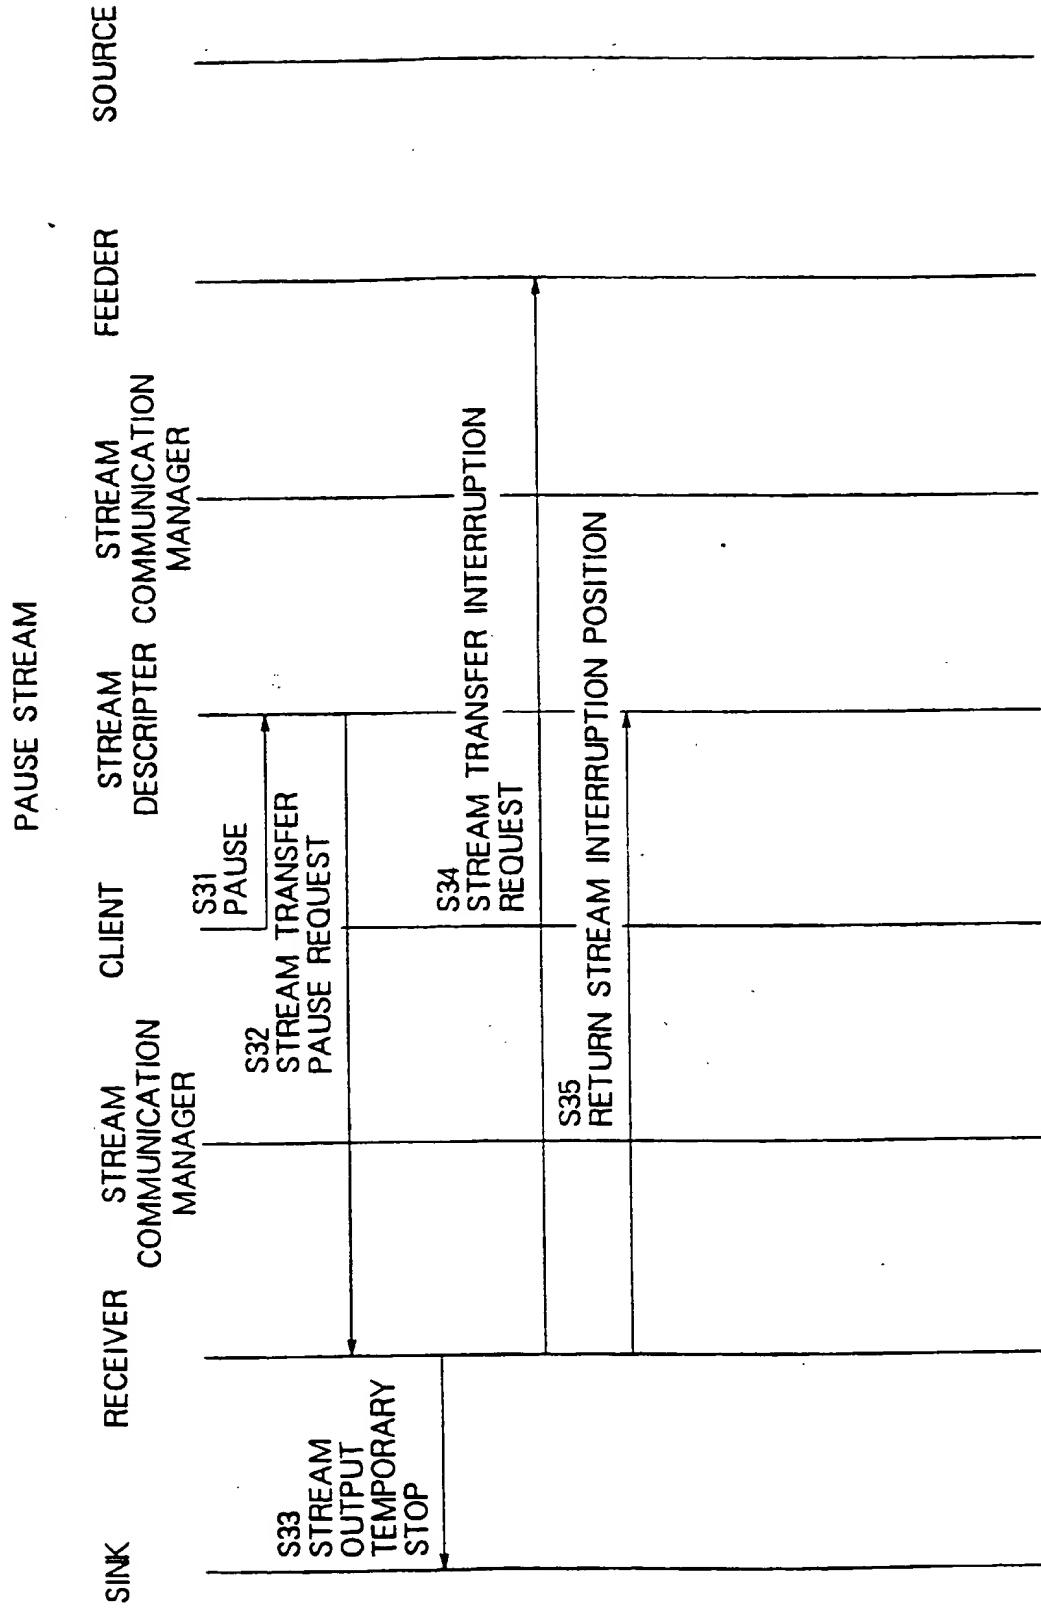 PAUSE STREAM
SINK
RECEIVER
STREAM
COMMUNICATION
MANAGER
CLIENT
STREAM
DESCRIPTER
STREAM
COMMUNICATION
MANAGER
FEEDER
SOURCE
S31
PAUSE
S32
STREAM TRANSFER
PAUSE REQUEST
S33
STREAM
OUTPUT
TEMPORARY
STOP
S34
STREAM TRANSFER INTERRUPTION
REQUEST
S35
RETURN STREAM INTERRUPTION POSITION